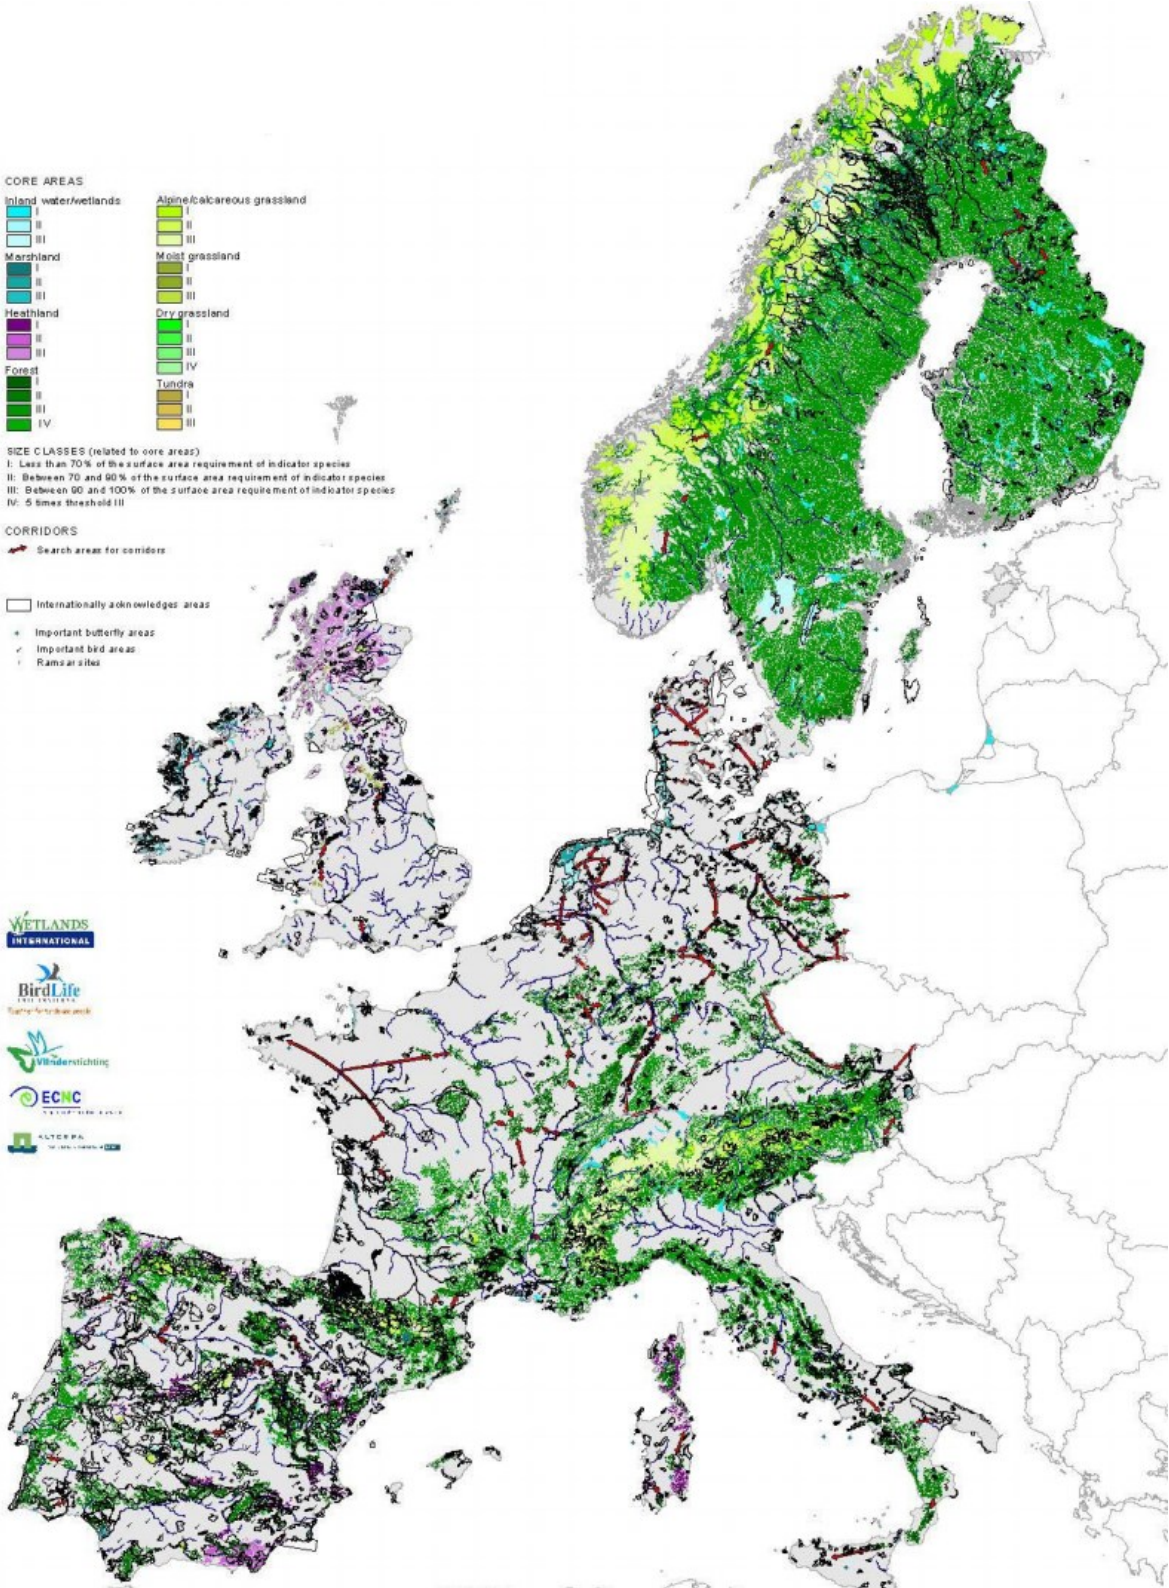 CORE AREAS
Inland water/wetlands
I
II
III
Marshland
I
II
III
Heathland
I
II
III
Forest
I
II
III
IV
Alpine/calcareous grassland
I
II
III
Moist grassland
I
II
III
Dry grassland
I
II
III
IV
Tundra
I
II
III
SIZE CLASSES (related to core areas)
I: Less than 70% of the surface area requirement of indicator species
II: Between 70 and 90% of the surface area requirement of indicator species
III: Between 90 and 100% of the surface area requirement of indicator species
IV: 5 times threshold III
CORRIDORS
Search areas for corridors
Internationally acknowledges areas
Important butterfly areas
Important bird areas
Ramsar sites
WETLANDS
INTERNATIONAL
BirdLife
INTERNATIONAL
Vlinderstichting
ECNC
ALTERRA